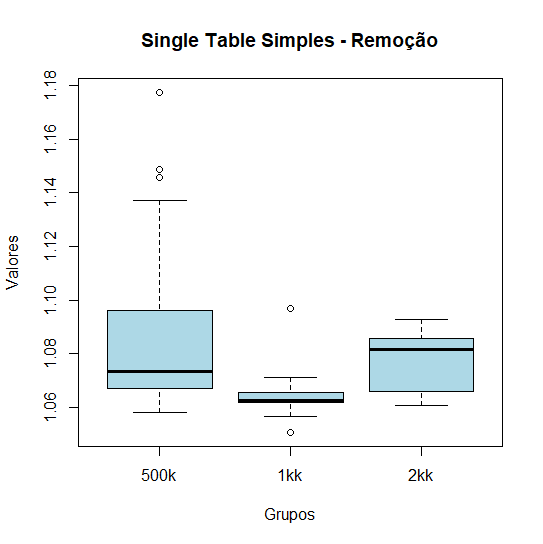 Single Table Simples - Remoção
Valores
1.18
1.16
1.14
1.12
1.10
1.08
1.06
500k
1kk
2kk
Grupos